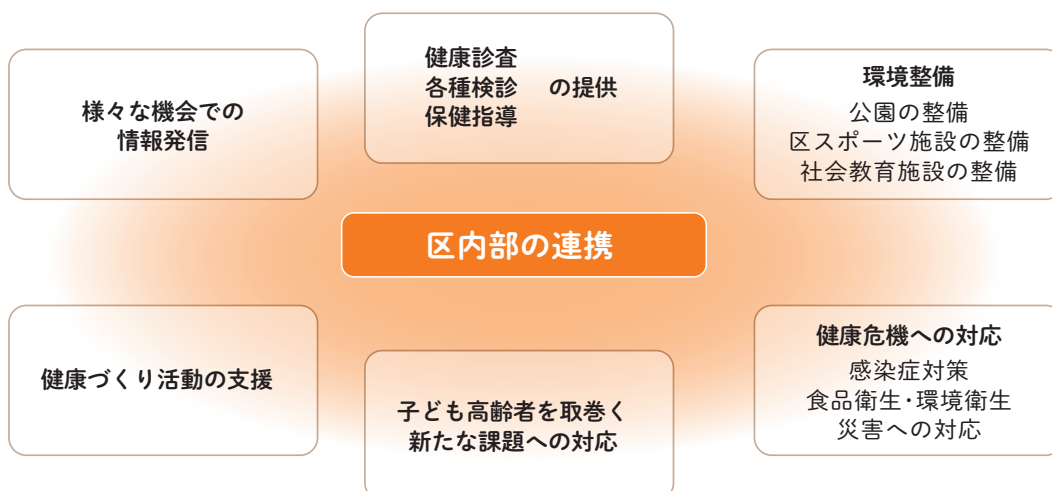 様々な機会での
情報発信
健康診査
各種検診 の提供
保健指導
環境整備
公園の整備
区スポーツ施設の整備
社会教育施設の整備
区内部の連携
健康づくり活動の支援
子ども高齢者を取巻く
新たな課題への対応
健康危機への対応
感染症対策
食品衛生・環境衛生
災害への対応